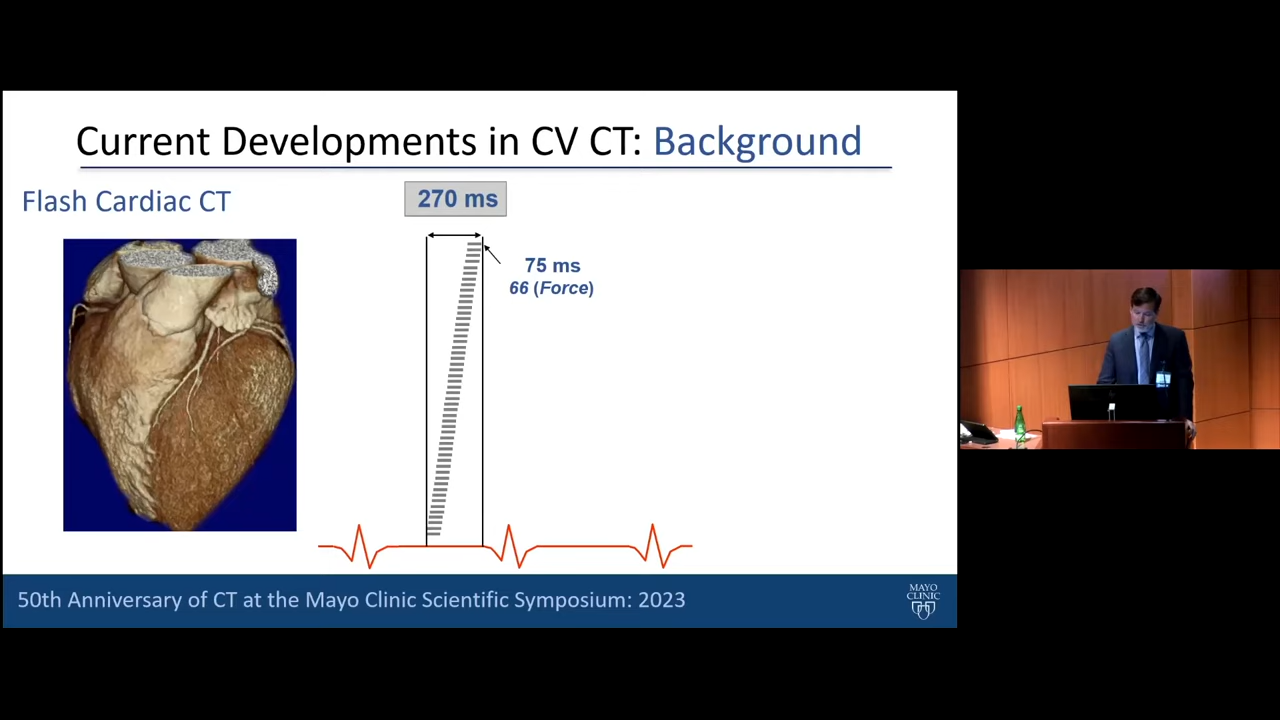 Current Developments in CV CT: Background
Flash Cardiac CT
270 ms
75 ms
66 (Force)
50th Anniversary of CT at the Mayo Clinic Scientific Symposium: 2023
MAYO
CLINIC